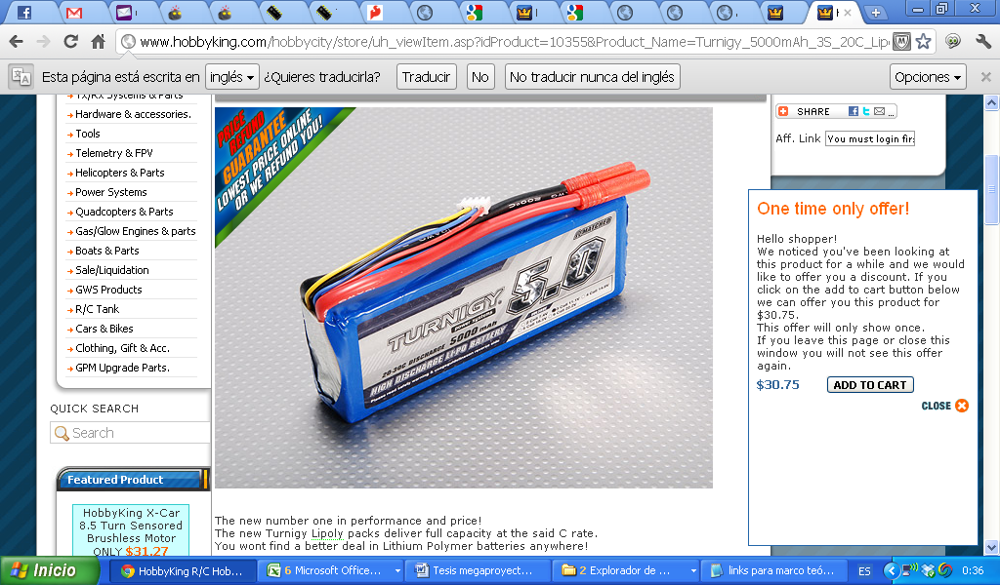 www.hobbyking.com/hobbycity/store/uh_viewItem.asp?idProduct=10355&Product_Name=Turnigy_5000mAh_3S_20C_Lip
Esta página está escrita en inglés ¿Quieres traducirla? Traducir No No traducir nunca del inglés Opciones
Tx/Rx Systems & Parts
Hardware & accessories.
Tools
Telemetry & FPV
Helicopters & Parts
Power Systems
Quadcopters & Parts
Gas/Glow Engines & parts
Boats & Parts
Sale/Liquidation
GWS Products
R/C Tank
Cars & Bikes
Clothing, Gift & Acc.
GPM Upgrade Parts.
QUICK SEARCH
Search
Featured Product
HobbyKing X-Car
8.5 Turn Sensored
Brushless Motor
ONLY $31.27
PRICE
REFUND
GUARANTEE
LOWEST PRICE ONLINE
OR WE REFUND YOU!
TURNIGY
5.0
5000 mAh
20-30C DISCHARGE
HIGH DISCHARGE LI-PO BATTERY
The new number one in performance and price!
The new Turnigy Lipoly packs deliver full capacity at the said C rate.
You wont find a better deal in Lithium Polymer batteries anywhere!
SHARE
Aff. Link You must login firs
One time only offer!
Hello shopper!
We noticed you've been looking at
this product for a while and we would
like to offer you a discount. If you
click on the add to cart button below
we can offer you this product for
$30.75.
This offer will only show once.
If you leave this page or close this
window you will not see this offer
again.
$30.75 ADD TO CART
CLOSE
Inicio
HobbyKing R/C Hob...
6 Microsoft Office...
Tesis megaproyect...
2 Explorador de ...
links para marco teó...
ES
0:36